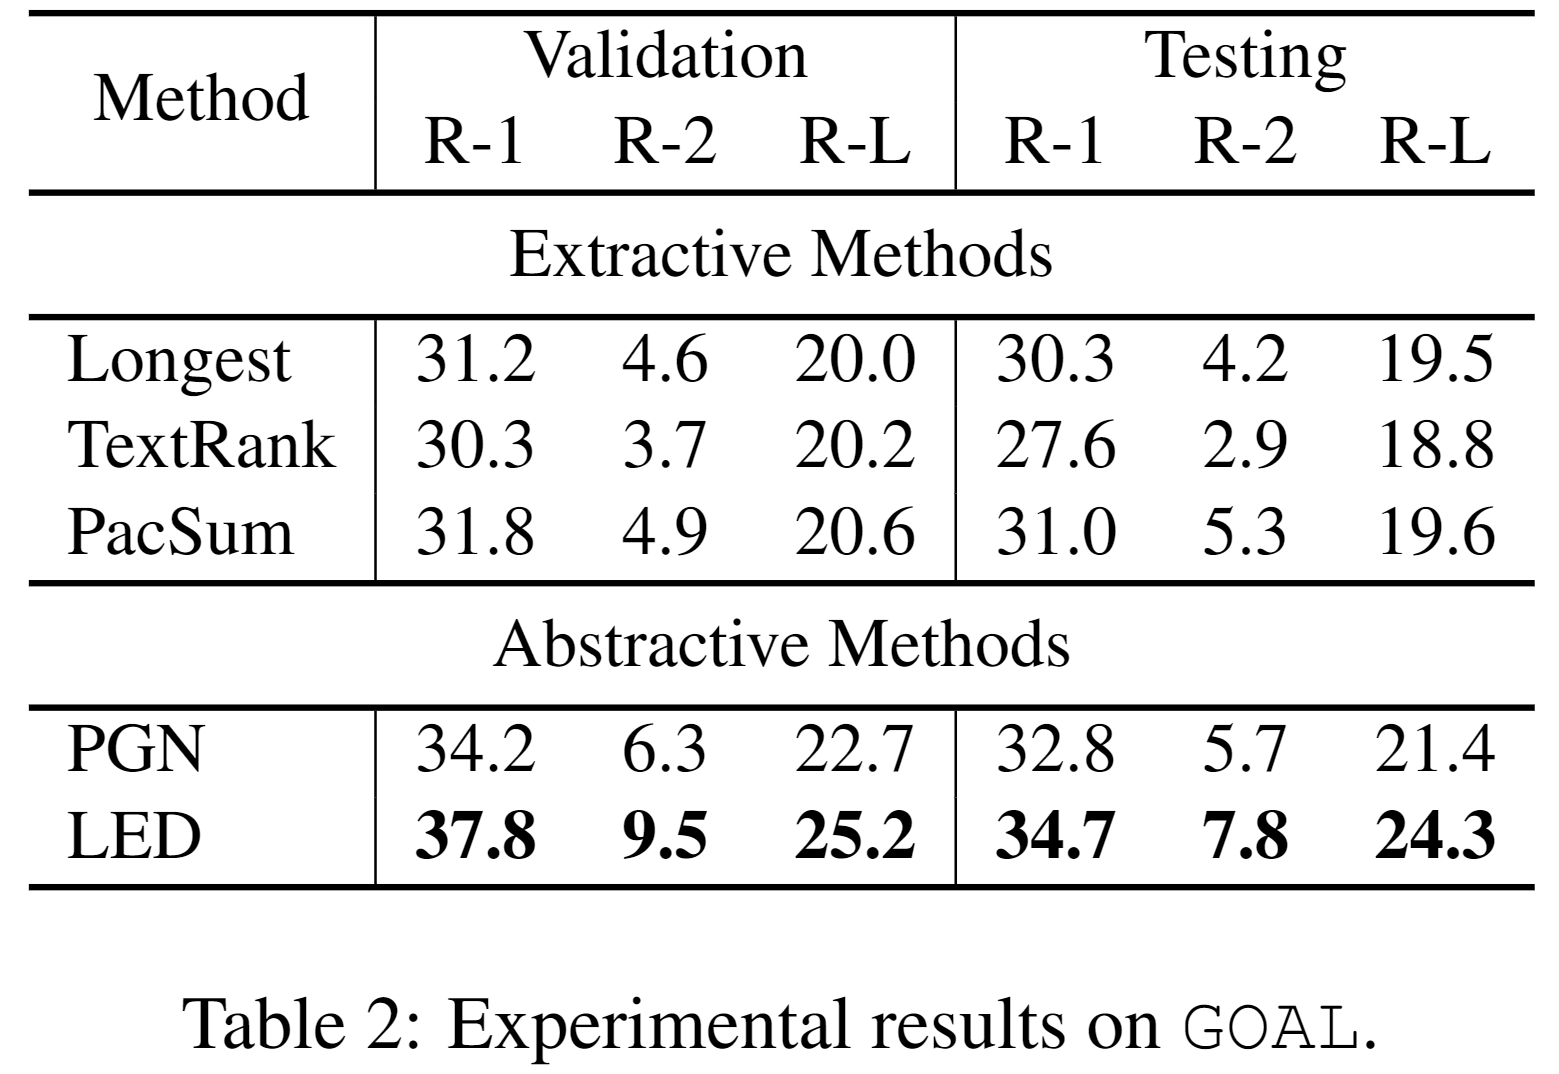 Method Validation Testing
R-1 R-2 R-L R-1 R-2 R-L
Extractive Methods
Longest 31.2 4.6 20.0 30.3 4.2 19.5
TextRank 30.3 3.7 20.2 27.6 2.9 18.8
PacSum 31.8 4.9 20.6 31.0 5.3 19.6
Abstractive Methods
PGN 34.2 6.3 22.7 32.8 5.7 21.4
LED 37.8 9.5 25.2 34.7 7.8 24.3
Table 2: Experimental results on GOAL.